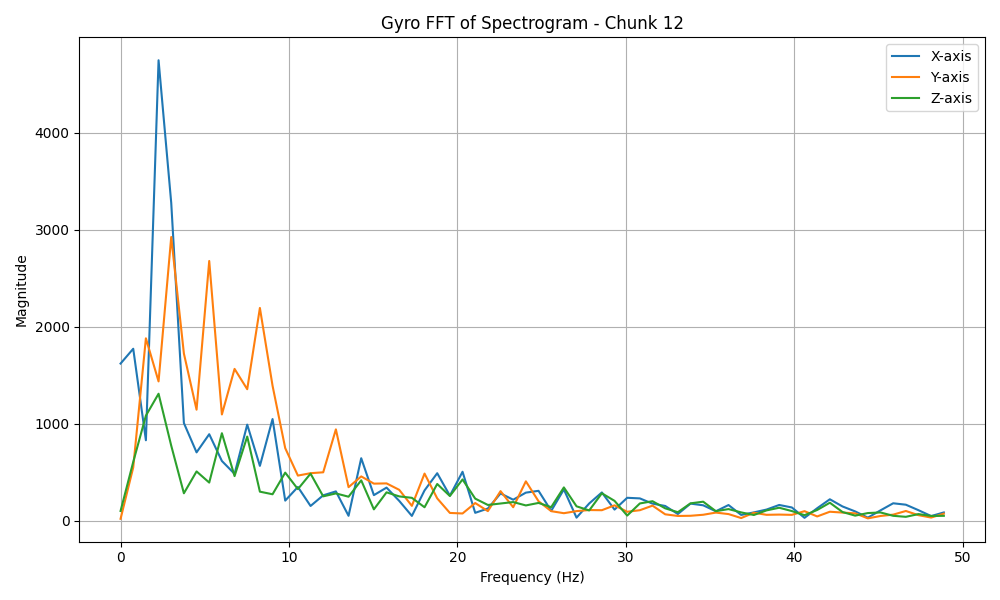 Gyro FFT of Spectrogram - Chunk 12
X-axis
Y-axis
Z-axis
Magnitude
4000
3000
2000
1000
0
0 10 20 30 40 50
Frequency (Hz)